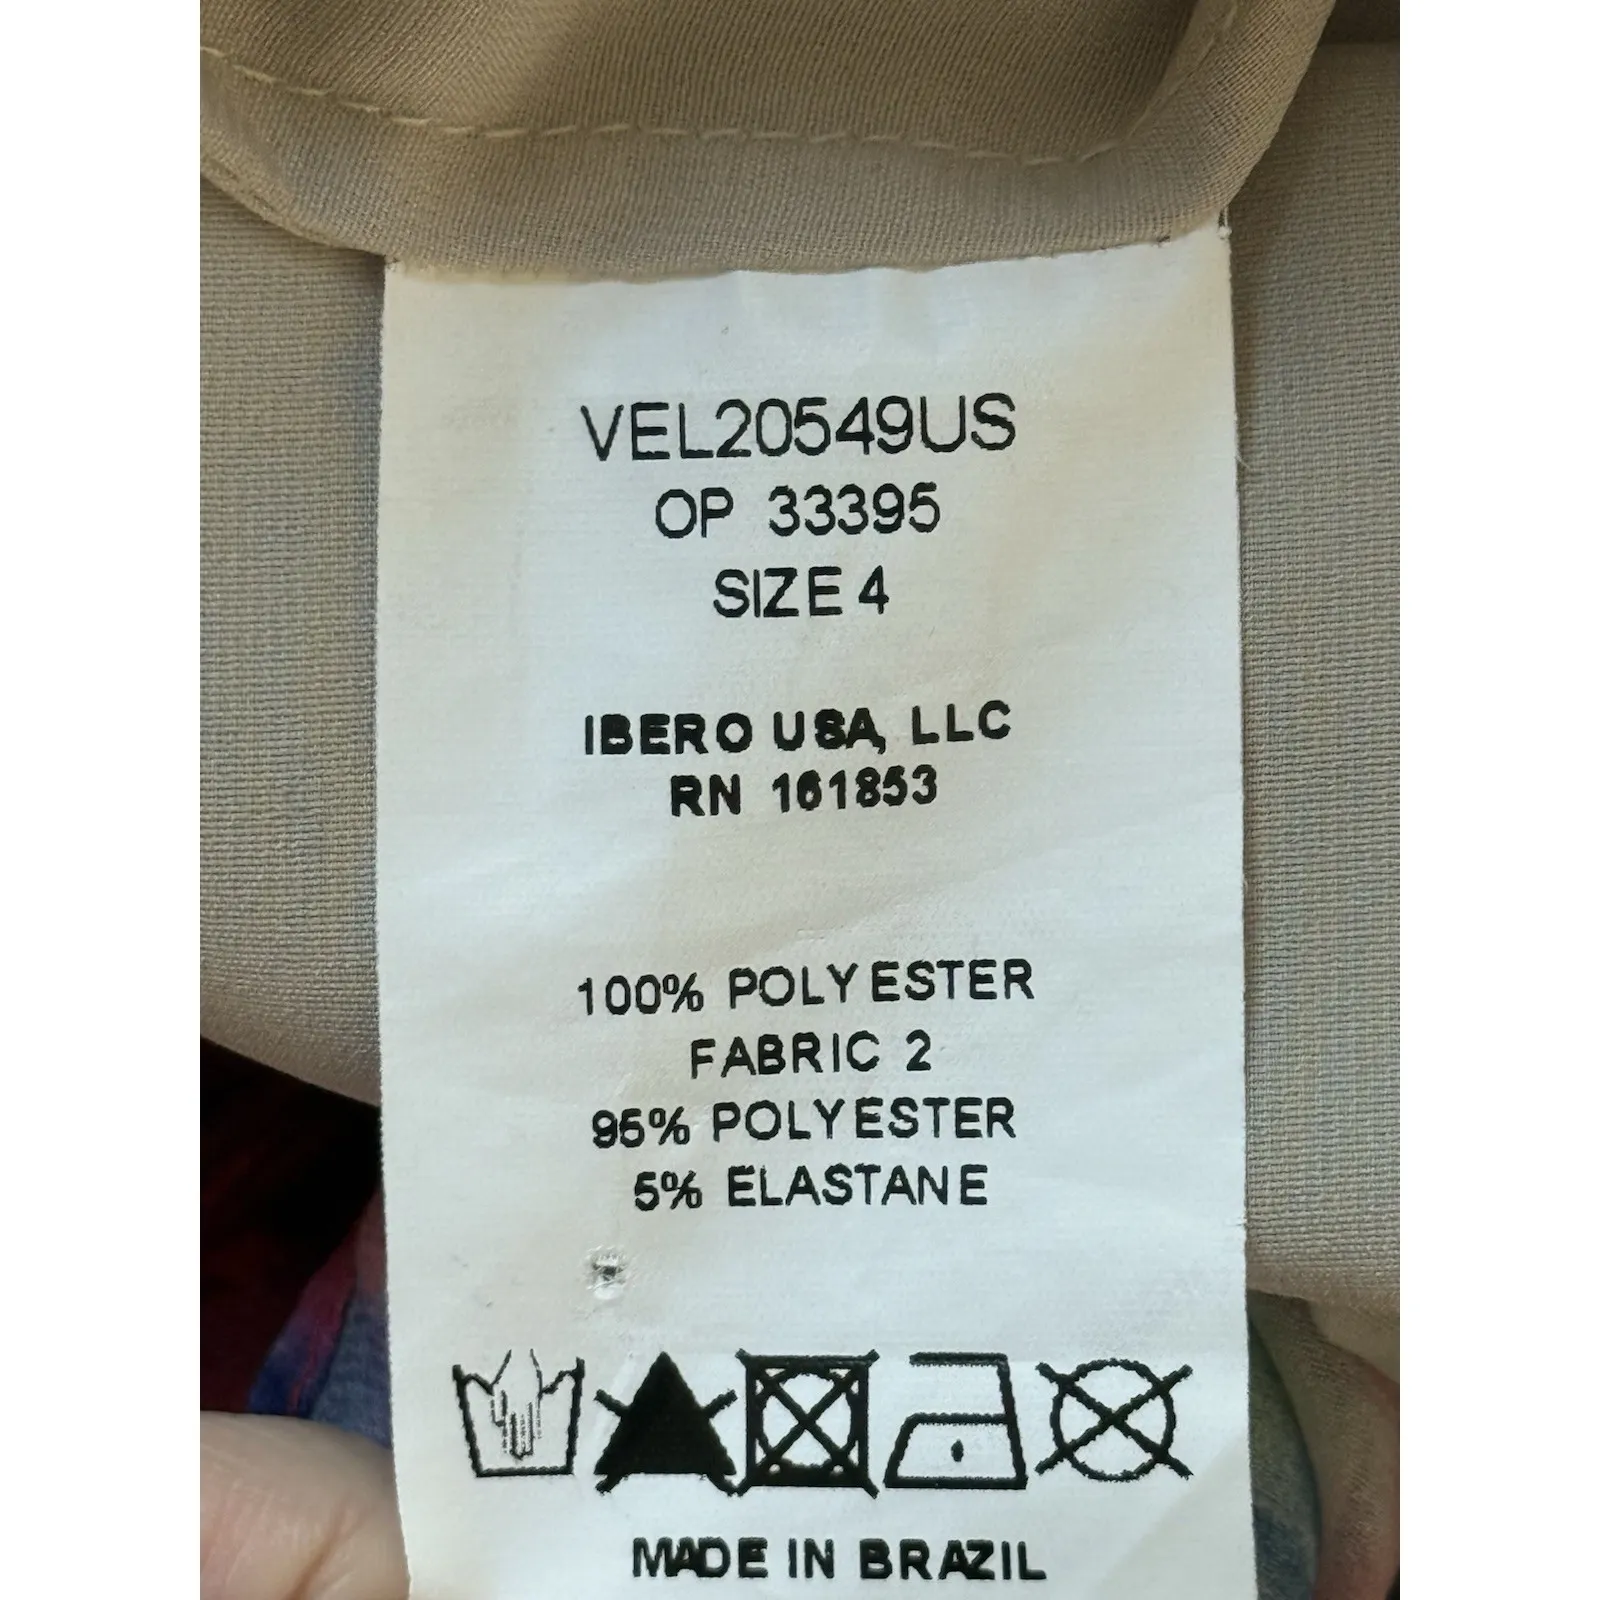 VEL20549US
OP 33395
SIZE 4
IBERO USA, LLC
RN 161853
100% POLYESTER
FABRIC 2
95% POLYESTER
5% ELASTANE
MADE IN BRAZIL